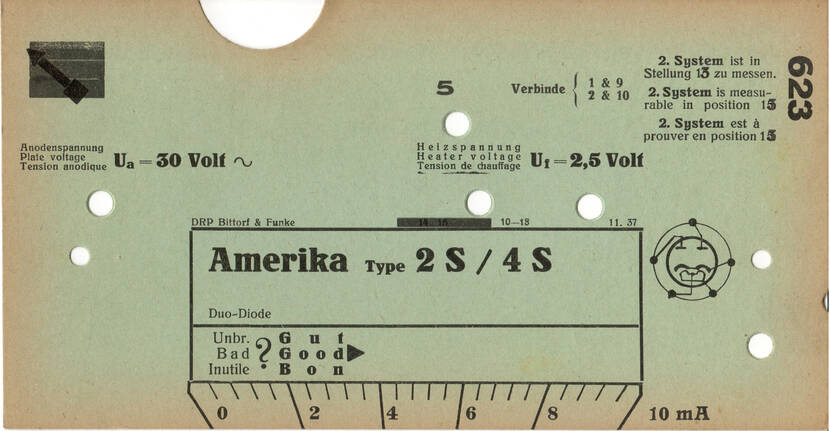 5
Verbinde { 1 & 9
2 & 10
2. System ist in
Stellung 15 zu messen.
2. System is measu-
rable in position 15
2. System est à
prouver en position 15
623
Anodenspannung
Plate voltage
Tension anodique
Ua = 30 Volt ~
Heizspannung
Heater voltage
Tension de chauffage
Uf = 2,5 Volt
DRP Bittorf & Funke
10—18
11. 37
Amerika Type 2 S / 4 S
Duo-Diode
Unbr. ? Gut
Bad Good
Inutile Bon
0 2 4 6 8 10 mA